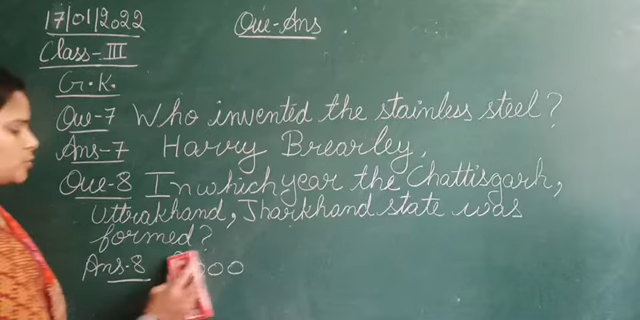 17/01/2022
Que-Ans
Class-III
G.K.
Que-7 Who invented the stainless steel?
Ans-7 Harry Brearley.
Que-8 In which year the Chattisgarh,
Uttrakhand, Jharkhand state was
formed?
Ans-8 2000